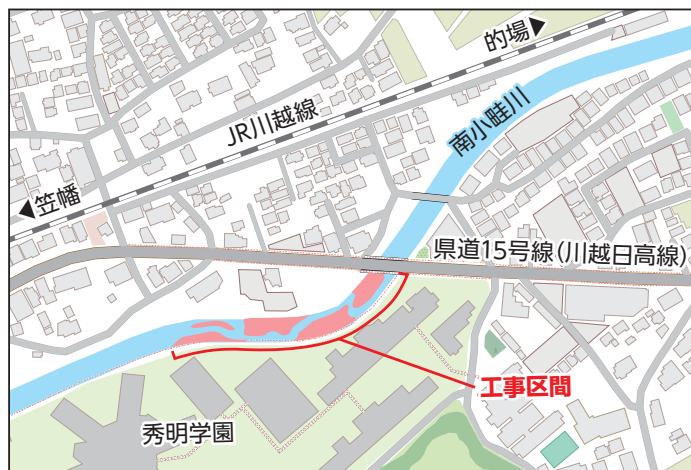 的場▶
JR川越線
南小畔川
◀笠幡
県道15号線(川越日高線)
工事区間
秀明学園